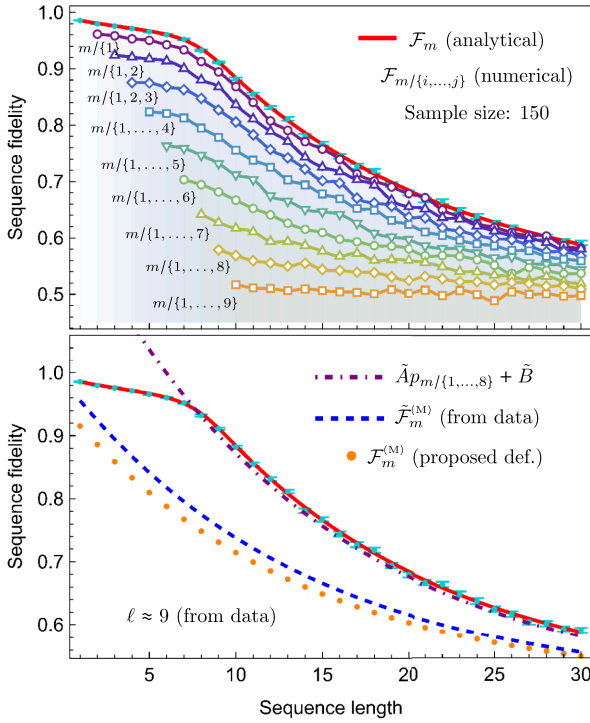 Sequence fidelity
1.0
0.9
0.8
0.7
0.6
0.5
ℱₘ (analytical)
ℱ_{m/{i,...,j}} (numerical)
Sample size: 150
m/{1}
m/{1, 2}
m/{1, 2, 3}
m/{1, ..., 4}
m/{1, ..., 5}
m/{1, ..., 6}
m/{1, ..., 7}
m/{1, ..., 8}
m/{1, ..., 9}
Sequence fidelity
1.0
0.9
0.8
0.7
0.6
Ãp_{m/{1,...,8}} + B̃
ℱ̃ₘ^{(M)} (from data)
ℱₘ^{(M)} (proposed def.)
ℓ ≈ 9 (from data)
5 10 15 20 25 30
Sequence length